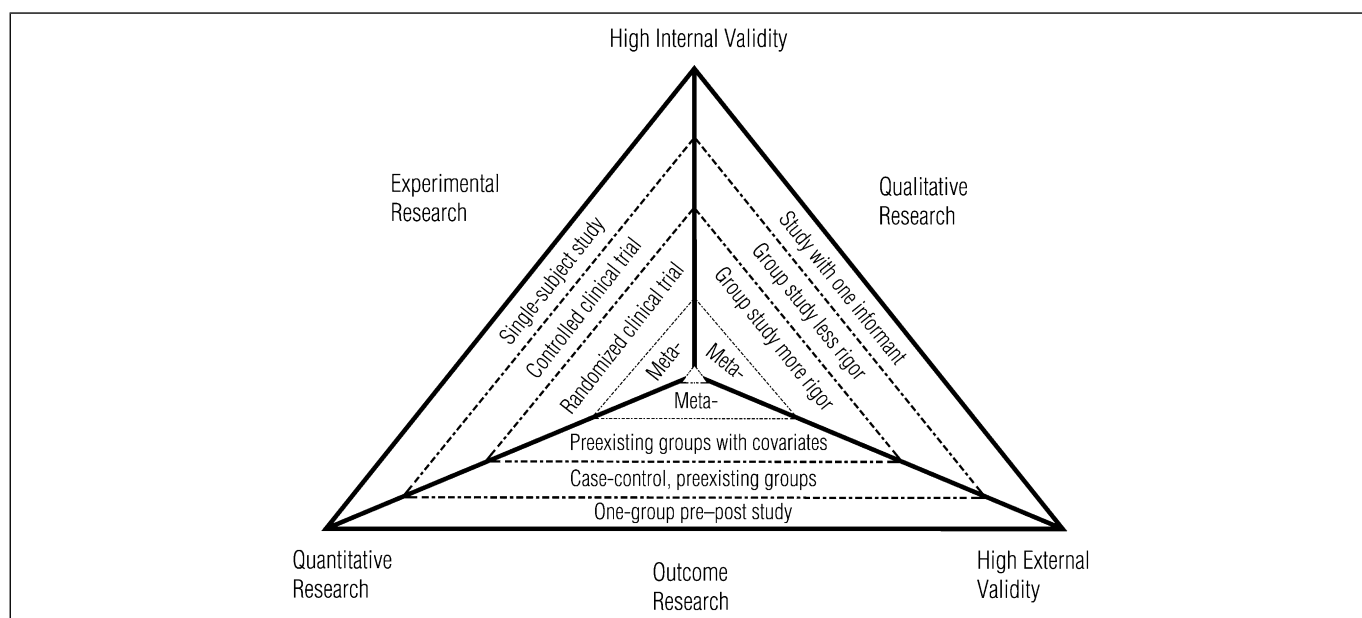 High Internal Validity
Experimental
Research
Qualitative
Research
Single-subject study
Controlled clinical trial
Randomized clinical trial
Meta-
Study with one informant
Group study less rigor
Group study more rigor
Meta-
Meta-
Preexisting groups with covariates
Case-control, preexisting groups
One-group pre–post study
Quantitative
Research
Outcome
Research
High External
Validity